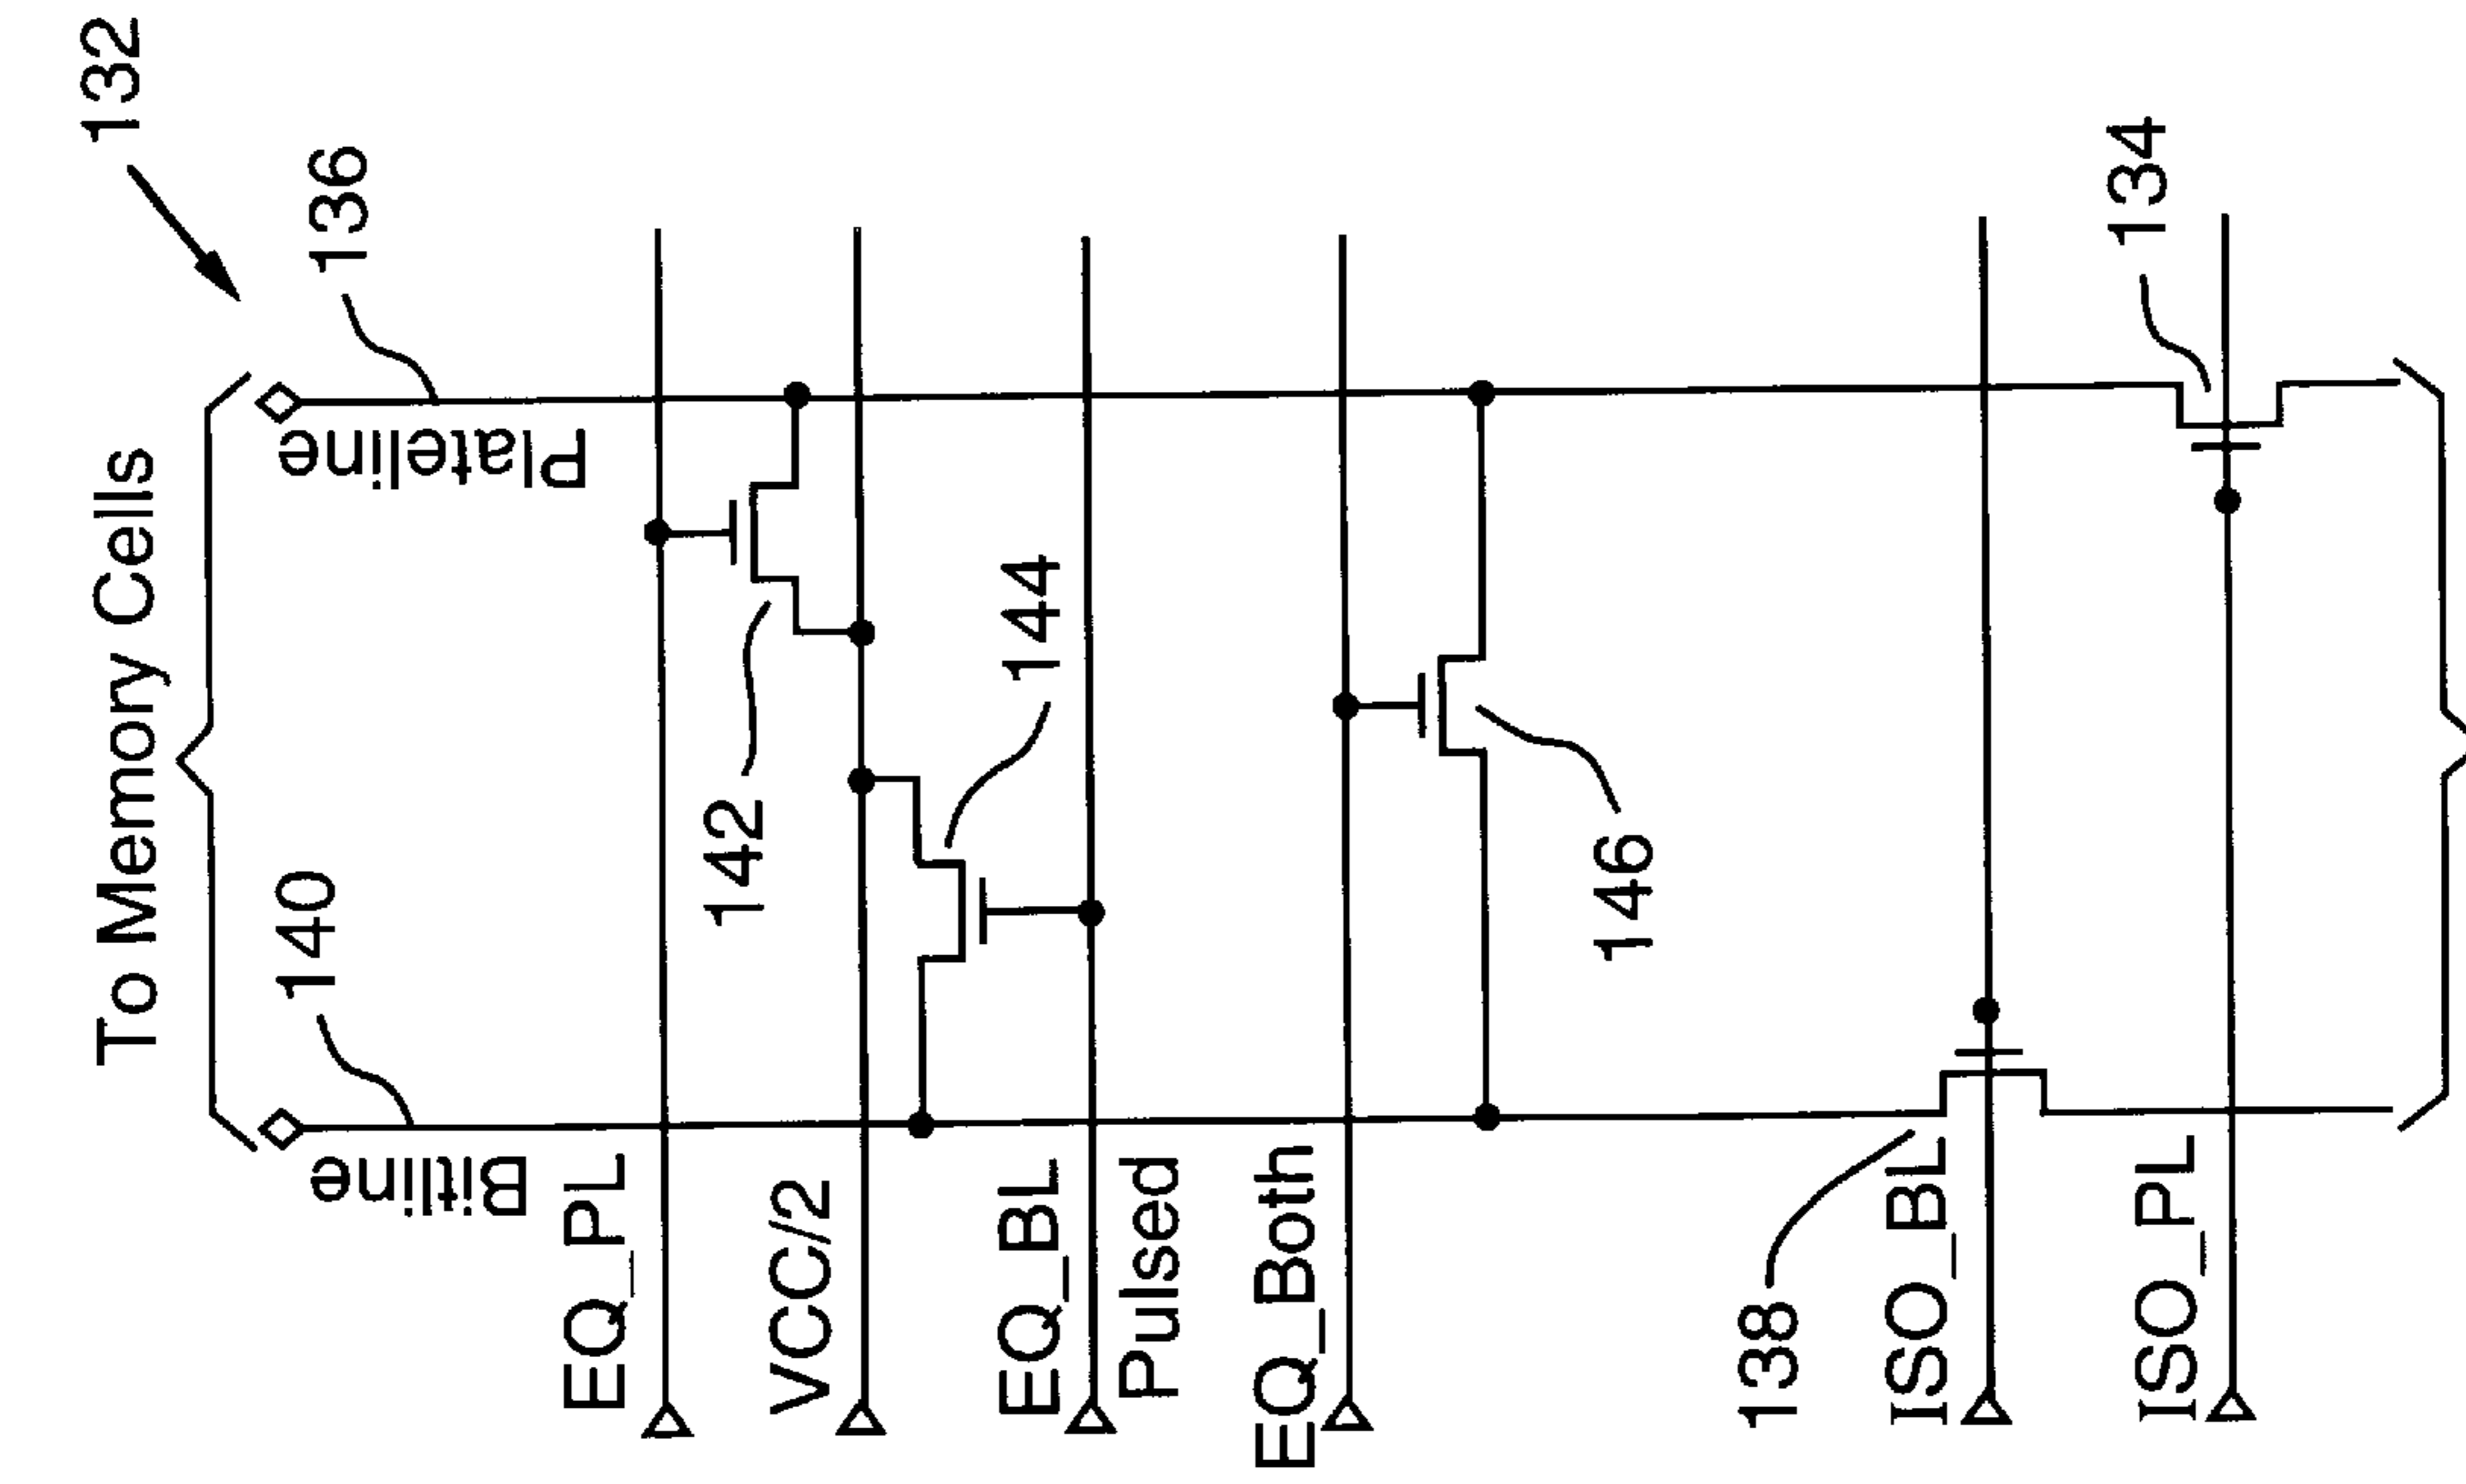 132
To Memory Cells
140
136
Bitline
Plateline
EQ_PL
142
VCC/2
144
EQ_BL
Pulsed
EQ_Both
146
138
ISO_BL
134
ISO_PL